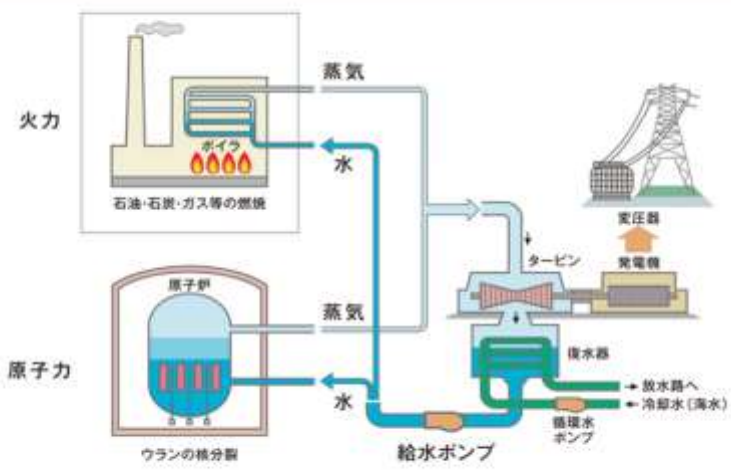 火力
ボイラ
石油・石炭・ガス等の燃焼
蒸気
水
原子力
原子炉
ウランの核分裂
蒸気
水
給水ポンプ
タービン
変圧器
発電機
復水器
→放水路へ
←冷却水(海水)
循環水
ポンプ